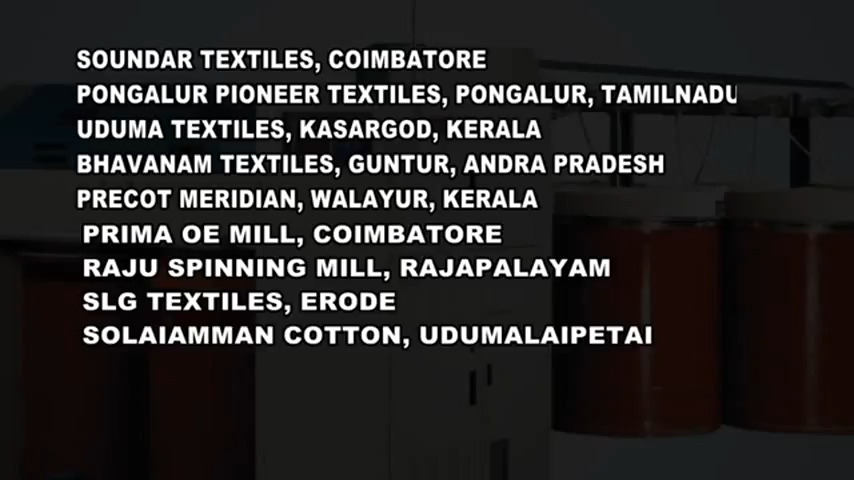 SOUNDAR TEXTILES, COIMBATORE
PONGALUR PIONEER TEXTILES, PONGALUR, TAMILNADU
UDUMA TEXTILES, KASARGOD, KERALA
BHAVANAM TEXTILES, GUNTUR, ANDRA PRADESH
PRECOT MERIDIAN, WALAYUR, KERALA
PRIMA OE MILL, COIMBATORE
RAJU SPINNING MILL, RAJAPALAYAM
SLG TEXTILES, ERODE
SOLAIAMMAN COTTON, UDUMALAIPETAI